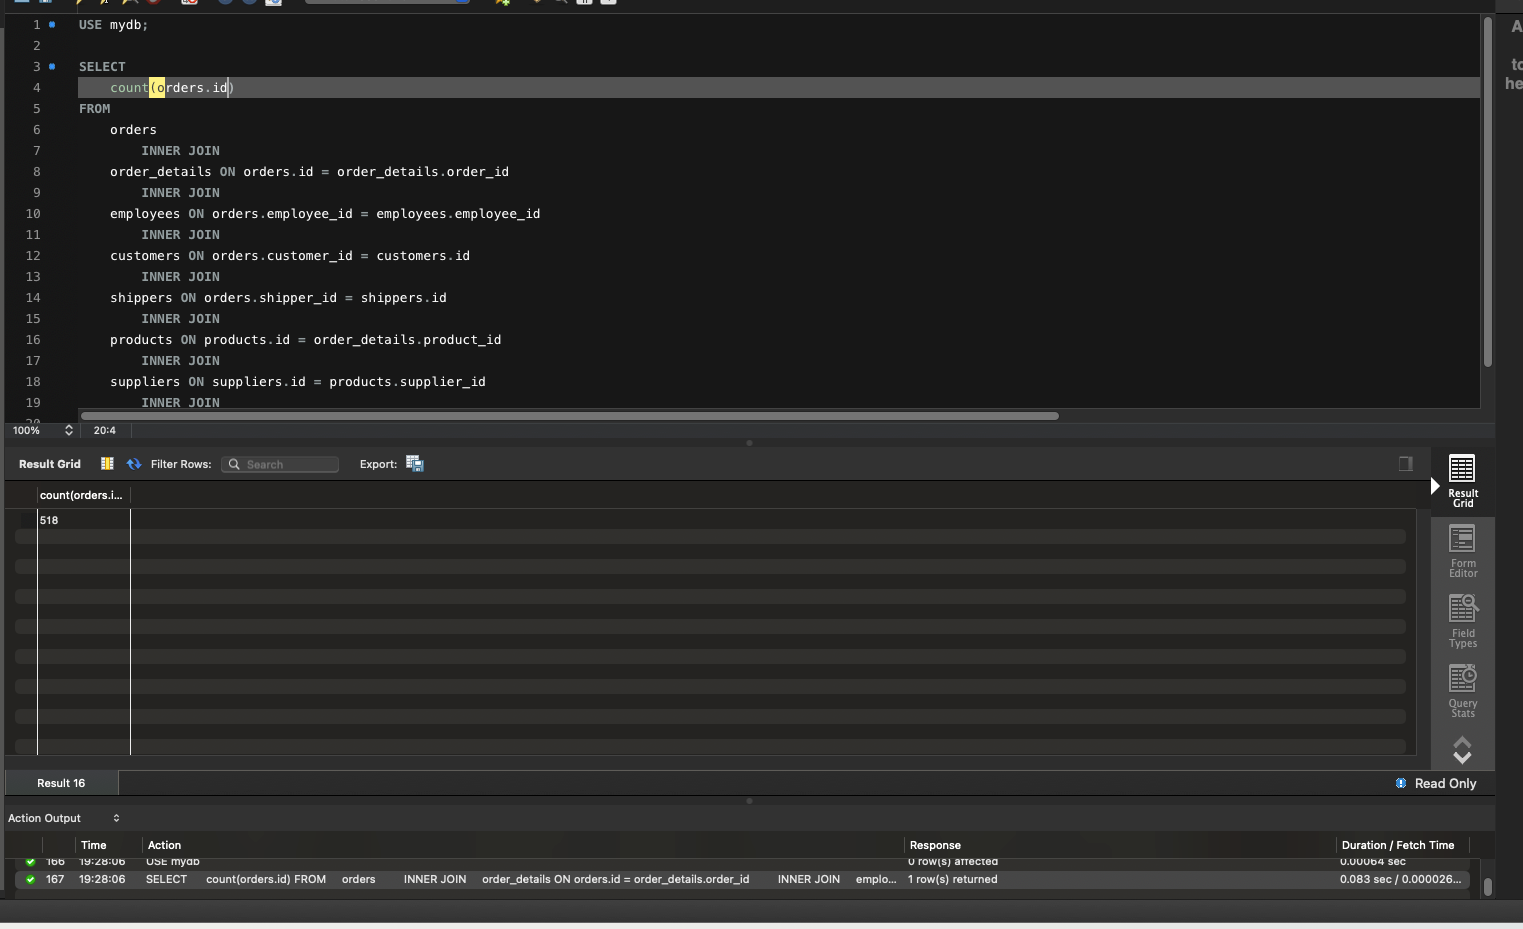 1 USE mydb;
2
3 SELECT
4 count(orders.id)
5 FROM
6 orders
7 INNER JOIN
8 order_details ON orders.id = order_details.order_id
9 INNER JOIN
10 employees ON orders.employee_id = employees.employee_id
11 INNER JOIN
12 customers ON orders.customer_id = customers.id
13 INNER JOIN
14 shippers ON orders.shipper_id = shippers.id
15 INNER JOIN
16 products ON products.id = order_details.product_id
17 INNER JOIN
18 suppliers ON suppliers.id = products.supplier_id
19 INNER JOIN
20
100% 20:4
Result Grid Filter Rows: Search Export:
count(orders.i...
518
Result
Grid
Form
Editor
Field
Types
Query
Stats
Result 16 Read Only
Action Output
Time Action Response Duration / Fetch Time
166 19:28:06 USE mydb 0 row(s) affected 0.00064 sec
167 19:28:06 SELECT count(orders.id) FROM orders INNER JOIN order_details ON orders.id = order_details.order_id INNER JOIN emplo... 1 row(s) returned 0.083 sec / 0.000026...